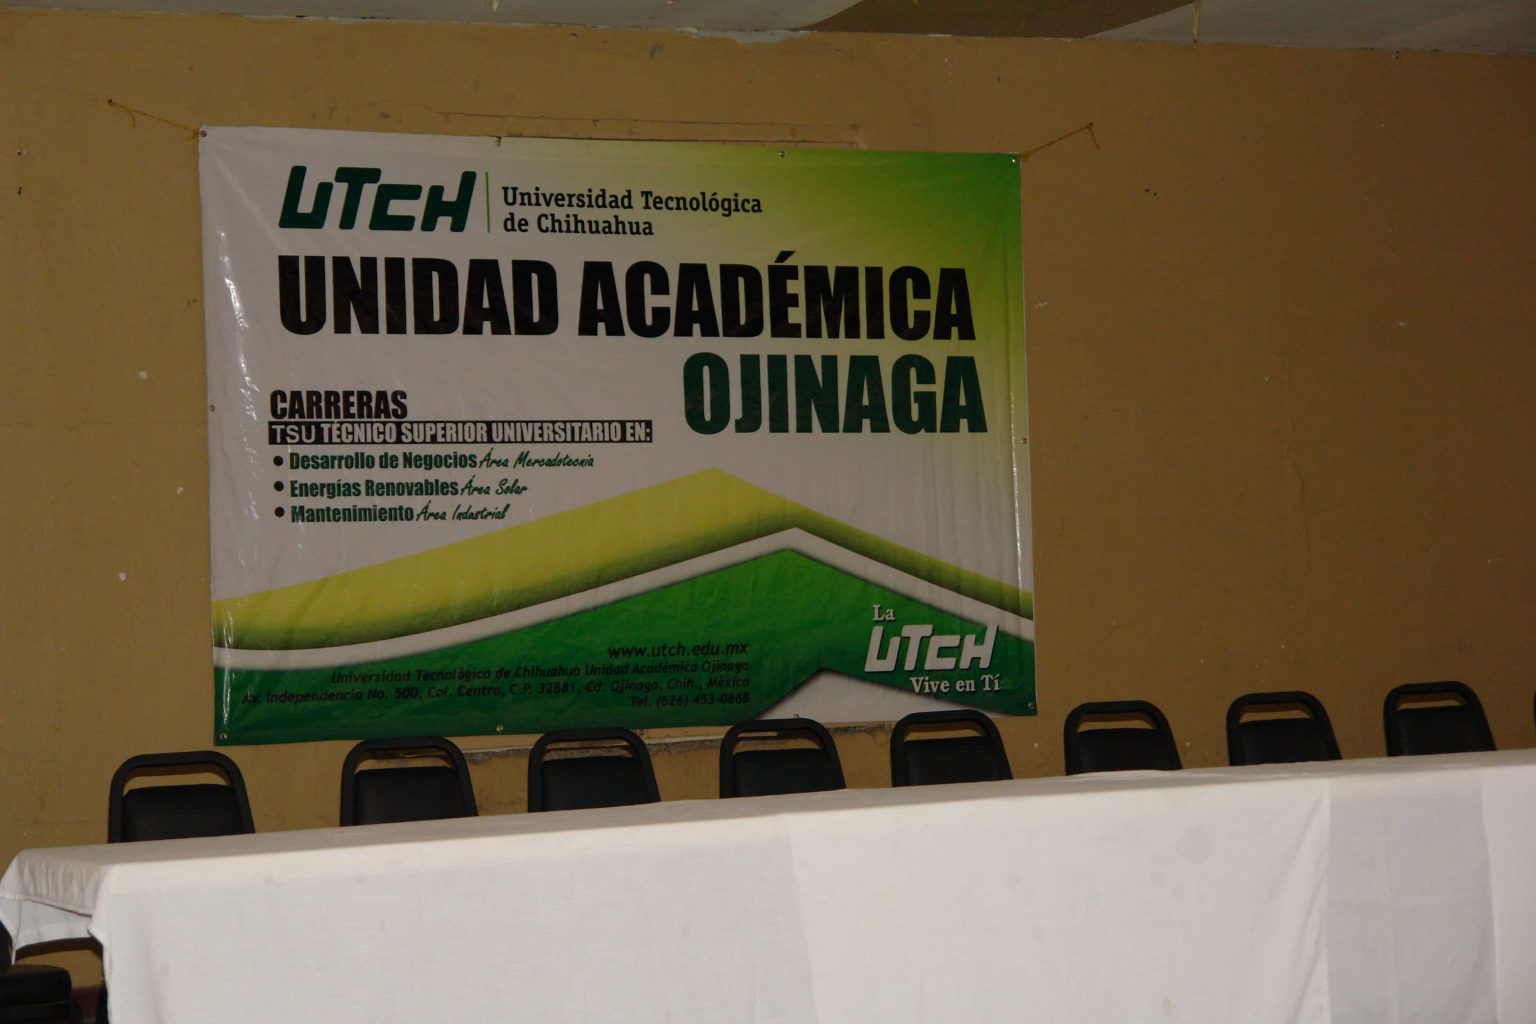 UTCH
Universidad Tecnológica
de Chihuahua
UNIDAD ACADÉMICA
OJINAGA
CARRERAS
TSU TÉCNICO SUPERIOR UNIVERSITARIO EN:
• Desarrollo de Negocios Área Mercadotecnia
• Energías Renovables Área Solar
• Mantenimiento Área Industrial
La
UTCH
Vive en Tí
www.utch.edu.mx
Universidad Tecnológica de Chihuahua Unidad Académica Ojinaga
Av. Independencia No. 500, Col. Centro, C.P. 32881, Cd. Ojinaga, Chih., México
Tel. (626) 453-0868